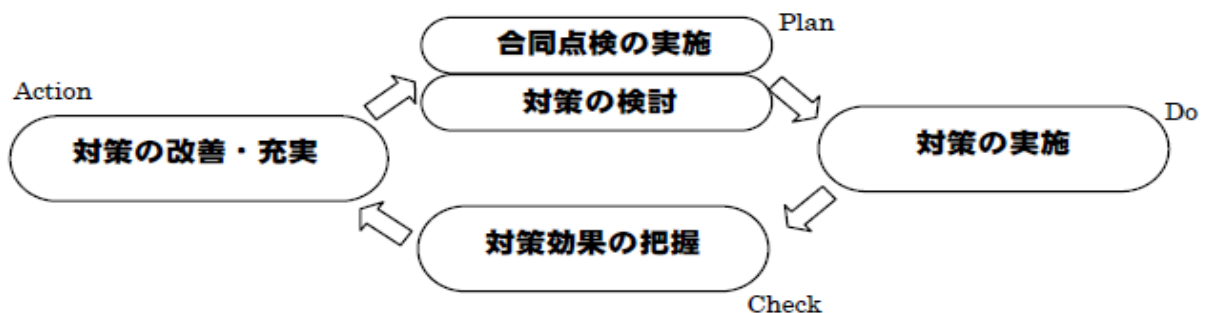 合同点検の実施
Plan
対策の検討
Action
対策の改善・充実
Do
対策の実施
対策効果の把握
Check